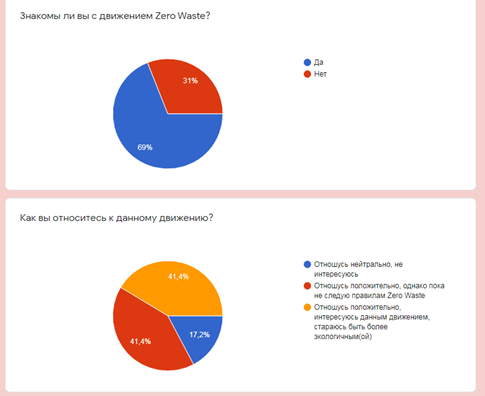 Знакомы ли вы с движением Zero Waste?
Да
Нет
31%
69%
Как вы относитесь к данному движению?
Отношусь нейтрально, не
интересуюсь
Отношусь положительно, однако пока
не следую правилам Zero Waste
Отношусь положительно,
интересуюсь данным движением,
стараюсь быть более
экологичным(ой)
41,4%
41,4%
17,2%